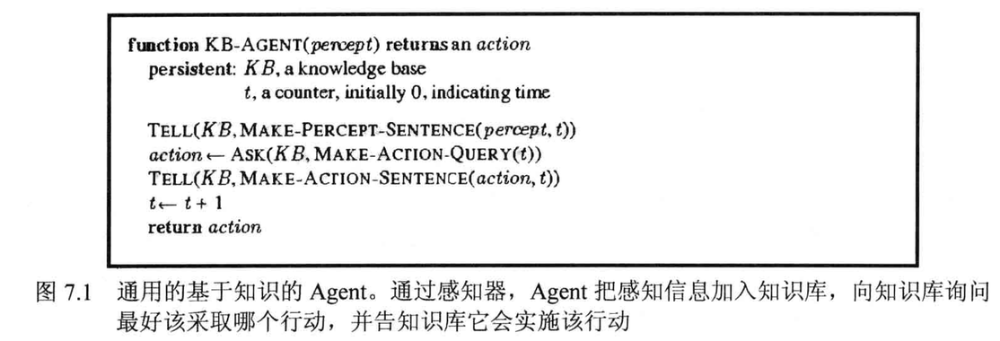 function KB-AGENT(percept) returns an action
persistent: KB, a knowledge base
t, a counter, initially 0, indicating time
TELL(KB, MAKE-PERCEPT-SENTENCE(percept, t))
action ← ASK(KB, MAKE-ACTION-QUERY(t))
TELL(KB, MAKE-ACTION-SENTENCE(action, t))
t ← t + 1
return action
图 7.1 通用的基于知识的 Agent。通过感知器，Agent 把感知信息加入知识库，向知识库询问
最好该采取哪个行动，并告知识库它会实施该行动